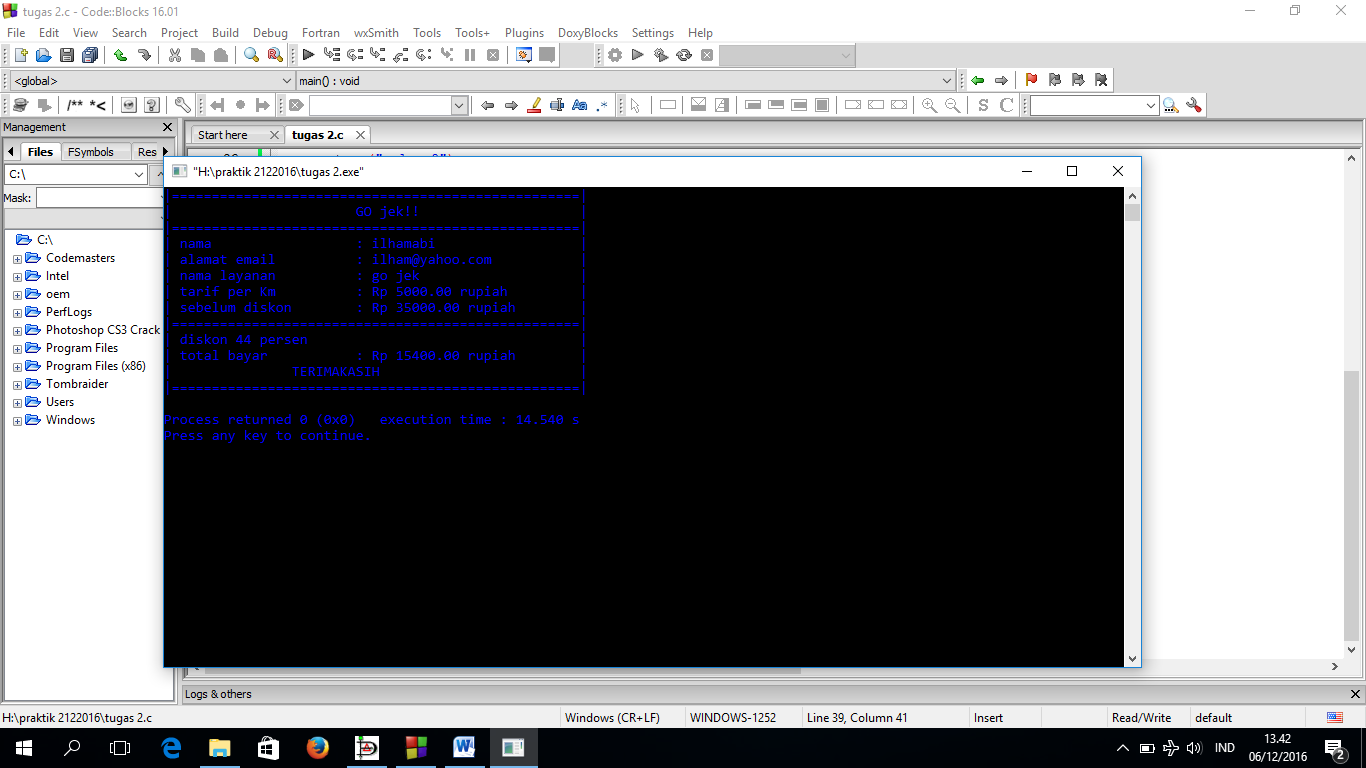 tugas 2.c - Code::Blocks 16.01
File Edit View Search Project Build Debug Fortran wxSmith Tools Tools+ Plugins DoxyBlocks Settings Help
<global> main() : void
/** *<
S C
Management
Start here tugas 2.c
Files FSymbols Res
C:\
Mask:
C:\
Codemasters
Intel
oem
PerfLogs
Photoshop CS3 Crack
Program Files
Program Files (x86)
Tombraider
Users
Windows
"H:\praktik 2122016\tugas 2.exe"
|===================================================|
GO jek!!
|===================================================|
nama : ilhamabi
alamat email : ilham@yahoo.com
nama layanan : go jek
tarif per Km : Rp 5000.00 rupiah
sebelum diskon : Rp 35000.00 rupiah
|===================================================|
diskon 44 persen
total bayar : Rp 15400.00 rupiah
TERIMAKASIH
|===================================================|
Process returned 0 (0x0) execution time : 14.540 s
Press any key to continue.
Logs & others
H:\praktik 2122016\tugas 2.c Windows (CR+LF) WINDOWS-1252 Line 39, Column 41 Insert Read/Write default
IND 13.42
06/12/2016
2